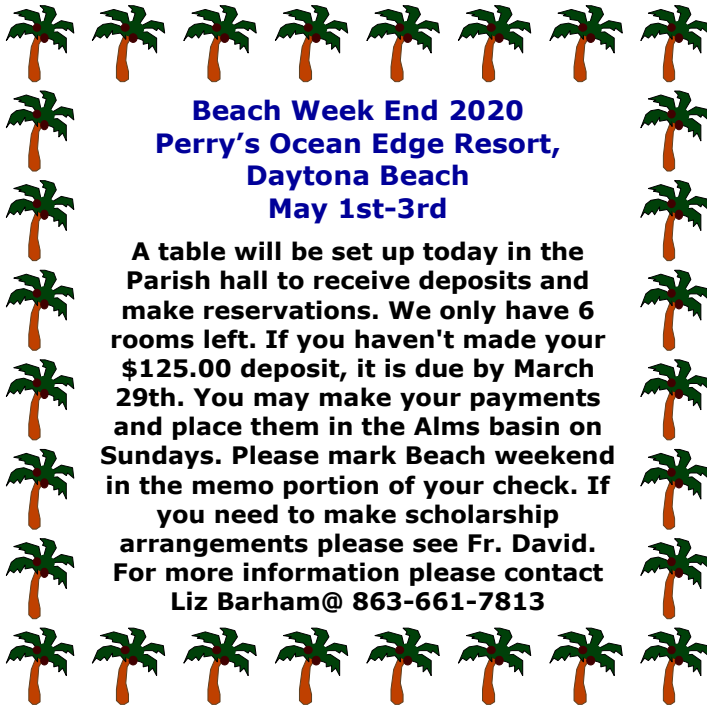 Beach Week End 2020
Perry’s Ocean Edge Resort,
Daytona Beach
May 1st-3rd
A table will be set up today in the
Parish hall to receive deposits and
make reservations. We only have 6
rooms left. If you haven't made your
$125.00 deposit, it is due by March
29th. You may make your payments
and place them in the Alms basin on
Sundays. Please mark Beach weekend
in the memo portion of your check. If
you need to make scholarship
arrangements please see Fr. David.
For more information please contact
Liz Barham@ 863-661-7813